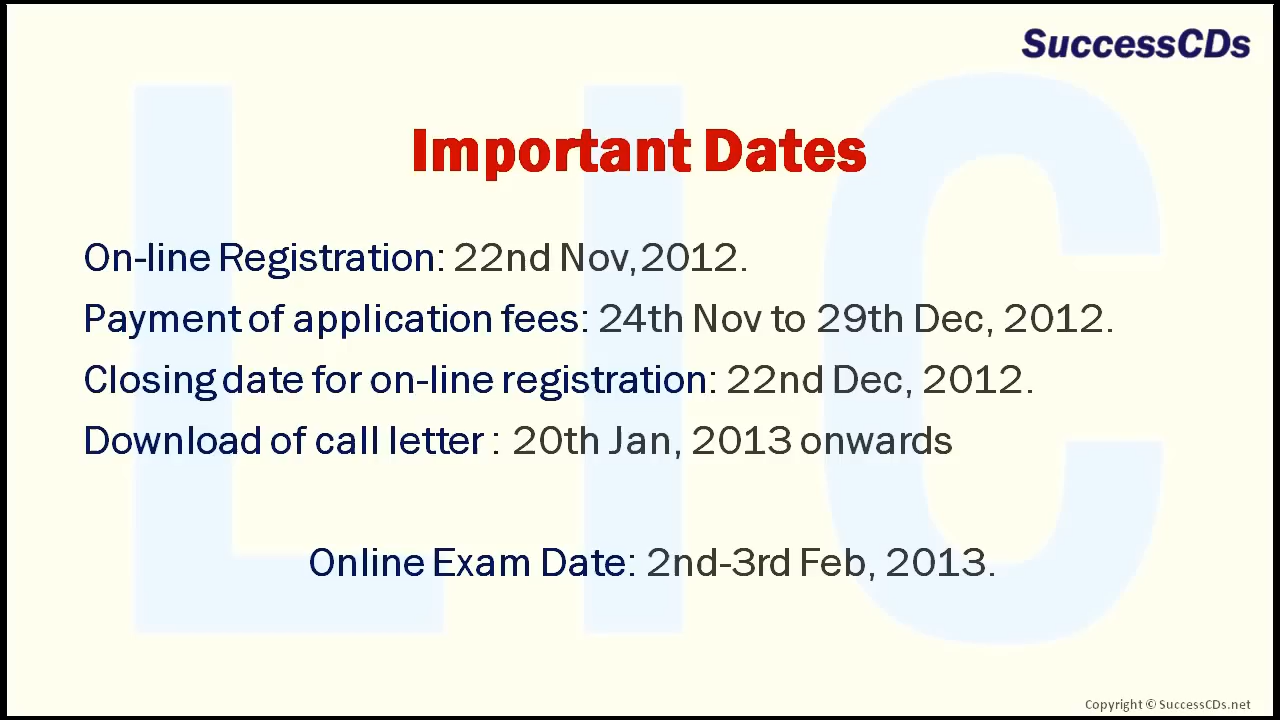 SuccessCDs
LIC
Important Dates
On-line Registration: 22nd Nov,2012.
Payment of application fees: 24th Nov to 29th Dec, 2012.
Closing date for on-line registration: 22nd Dec, 2012.
Download of call letter : 20th Jan, 2013 onwards
Online Exam Date: 2nd-3rd Feb, 2013.
Copyright © SuccessCDs.net